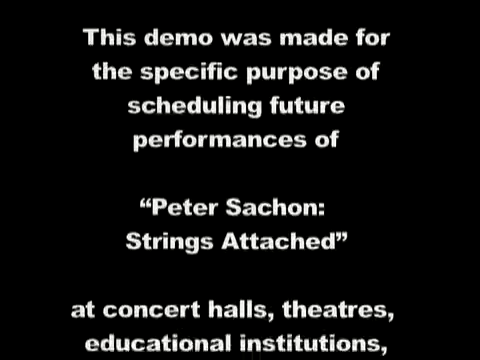 This demo was made for
the specific purpose of
scheduling future
performances of
“Peter Sachon:
Strings Attached”
at concert halls, theatres,
educational institutions,